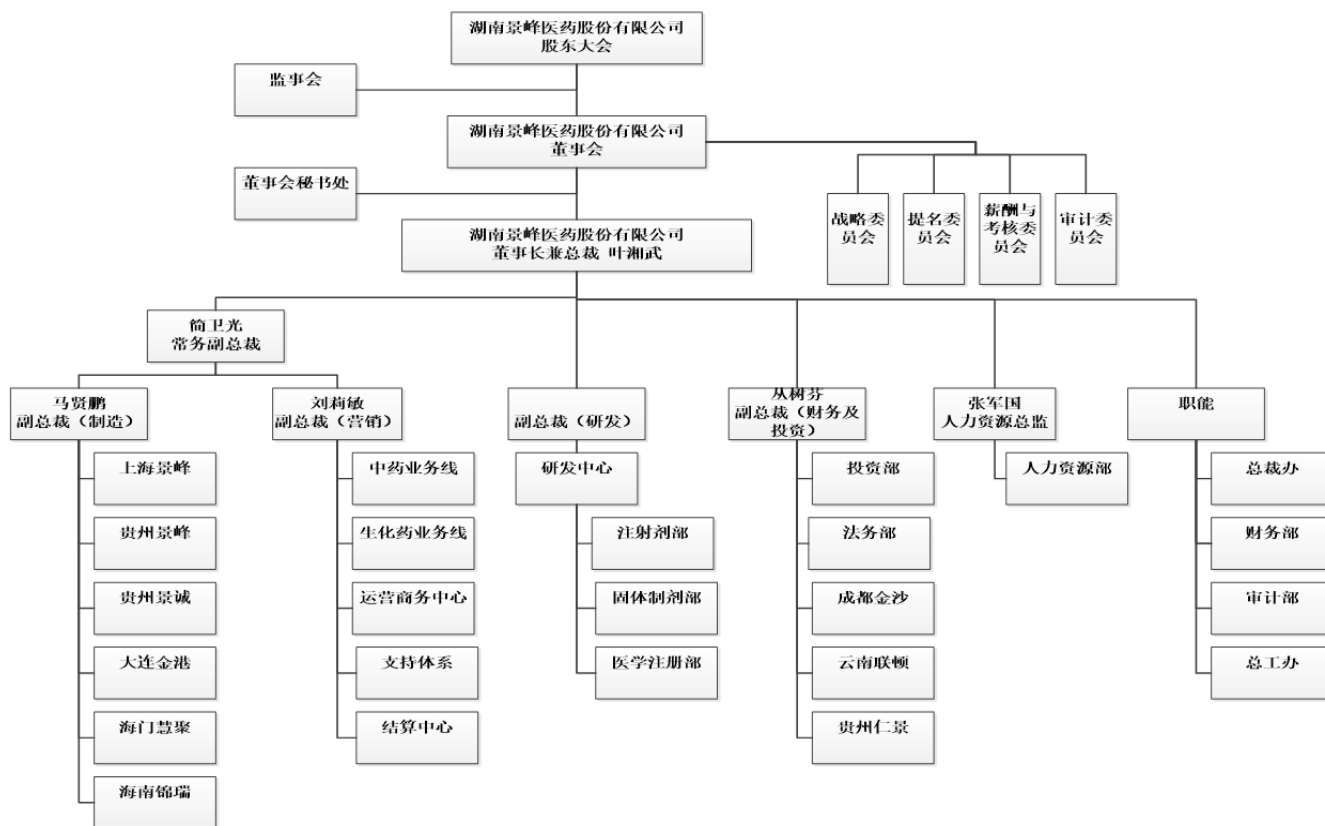 湖南景峰医药股份有限公司
股东大会
监事会
湖南景峰医药股份有限公司
董事会
董事会秘书处
战略委
员会
提名委
员会
薪酬与
考核委
员会
审计委
员会
湖南景峰医药股份有限公司
董事长兼总裁 叶湘武
简卫光
常务副总裁
马贤鹏
副总裁（制造）
刘莉敏
副总裁（营销）
副总裁（研发）
丛树芬
副总裁（财务及
投资）
张军国
人力资源总监
职能
上海景峰
贵州景峰
贵州景诚
大连金港
海门慧聚
海南锦瑞
中药业务线
生化药业务线
运营商务中心
支持体系
结算中心
研发中心
注射剂部
固体制剂部
医学注册部
投资部
法务部
成都金沙
云南联顿
贵州仁景
人力资源部
总裁办
财务部
审计部
总工办